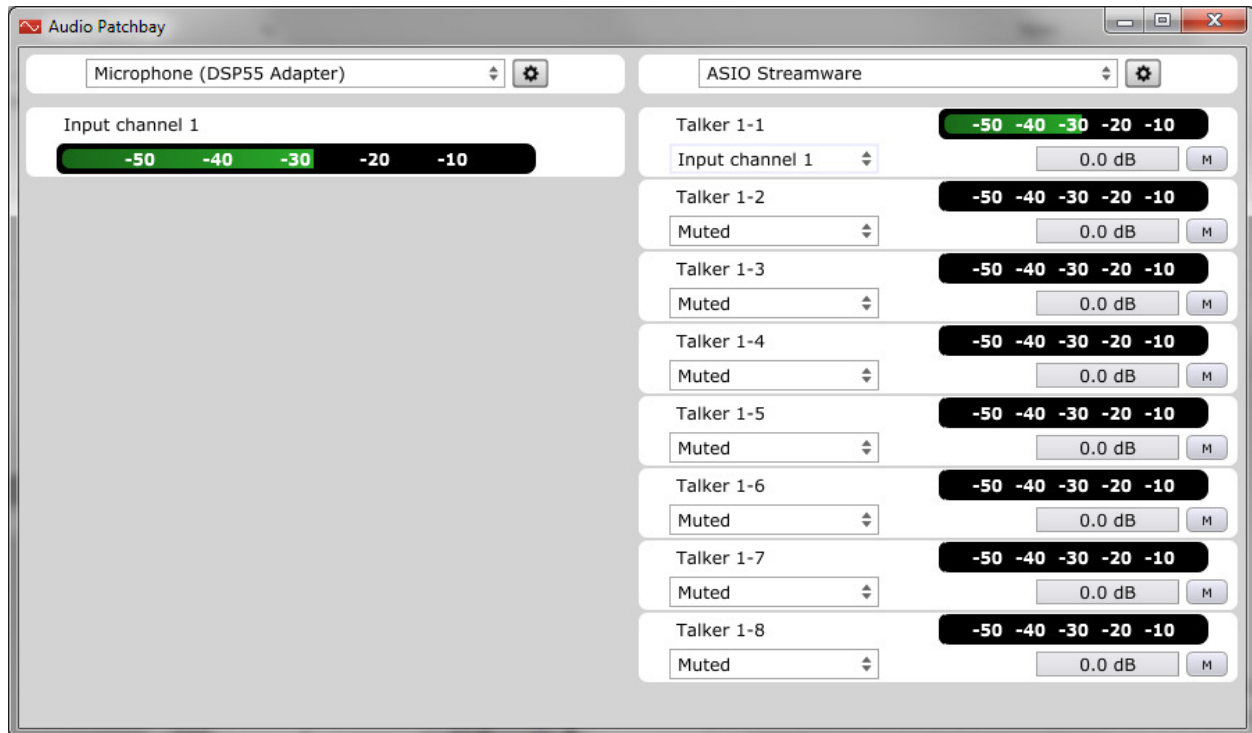 Audio Patchbay
Microphone (DSP55 Adapter)
ASIO Streamware
Input channel 1
-50 -40 -30 -20 -10
Talker 1-1
-50 -40 -30 -20 -10
Input channel 1
0.0 dB
M
Talker 1-2
-50 -40 -30 -20 -10
Muted
0.0 dB
M
Talker 1-3
-50 -40 -30 -20 -10
Muted
0.0 dB
M
Talker 1-4
-50 -40 -30 -20 -10
Muted
0.0 dB
M
Talker 1-5
-50 -40 -30 -20 -10
Muted
0.0 dB
M
Talker 1-6
-50 -40 -30 -20 -10
Muted
0.0 dB
M
Talker 1-7
-50 -40 -30 -20 -10
Muted
0.0 dB
M
Talker 1-8
-50 -40 -30 -20 -10
Muted
0.0 dB
M